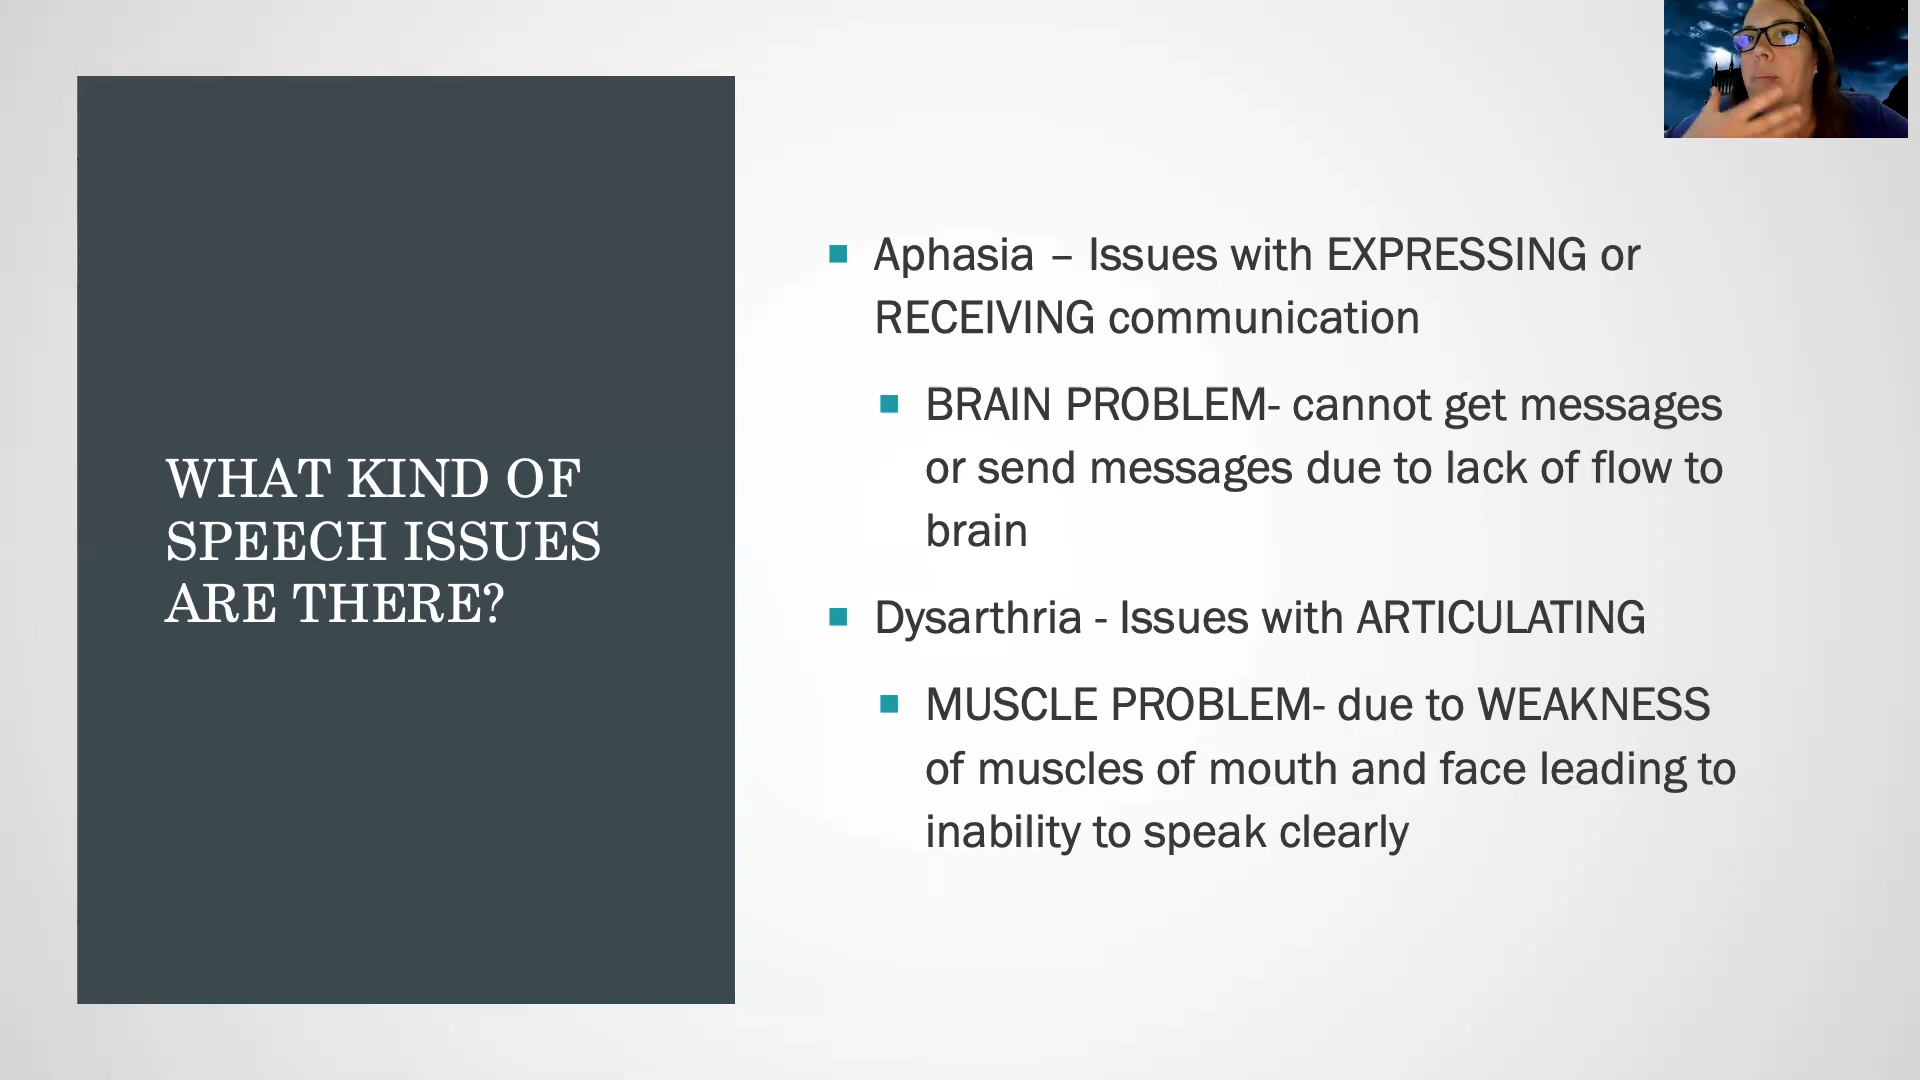 WHAT KIND OF
SPEECH ISSUES
ARE THERE?
Aphasia – Issues with EXPRESSING or
RECEIVING communication
BRAIN PROBLEM- cannot get messages
or send messages due to lack of flow to
brain
Dysarthria - Issues with ARTICULATING
MUSCLE PROBLEM- due to WEAKNESS
of muscles of mouth and face leading to
inability to speak clearly